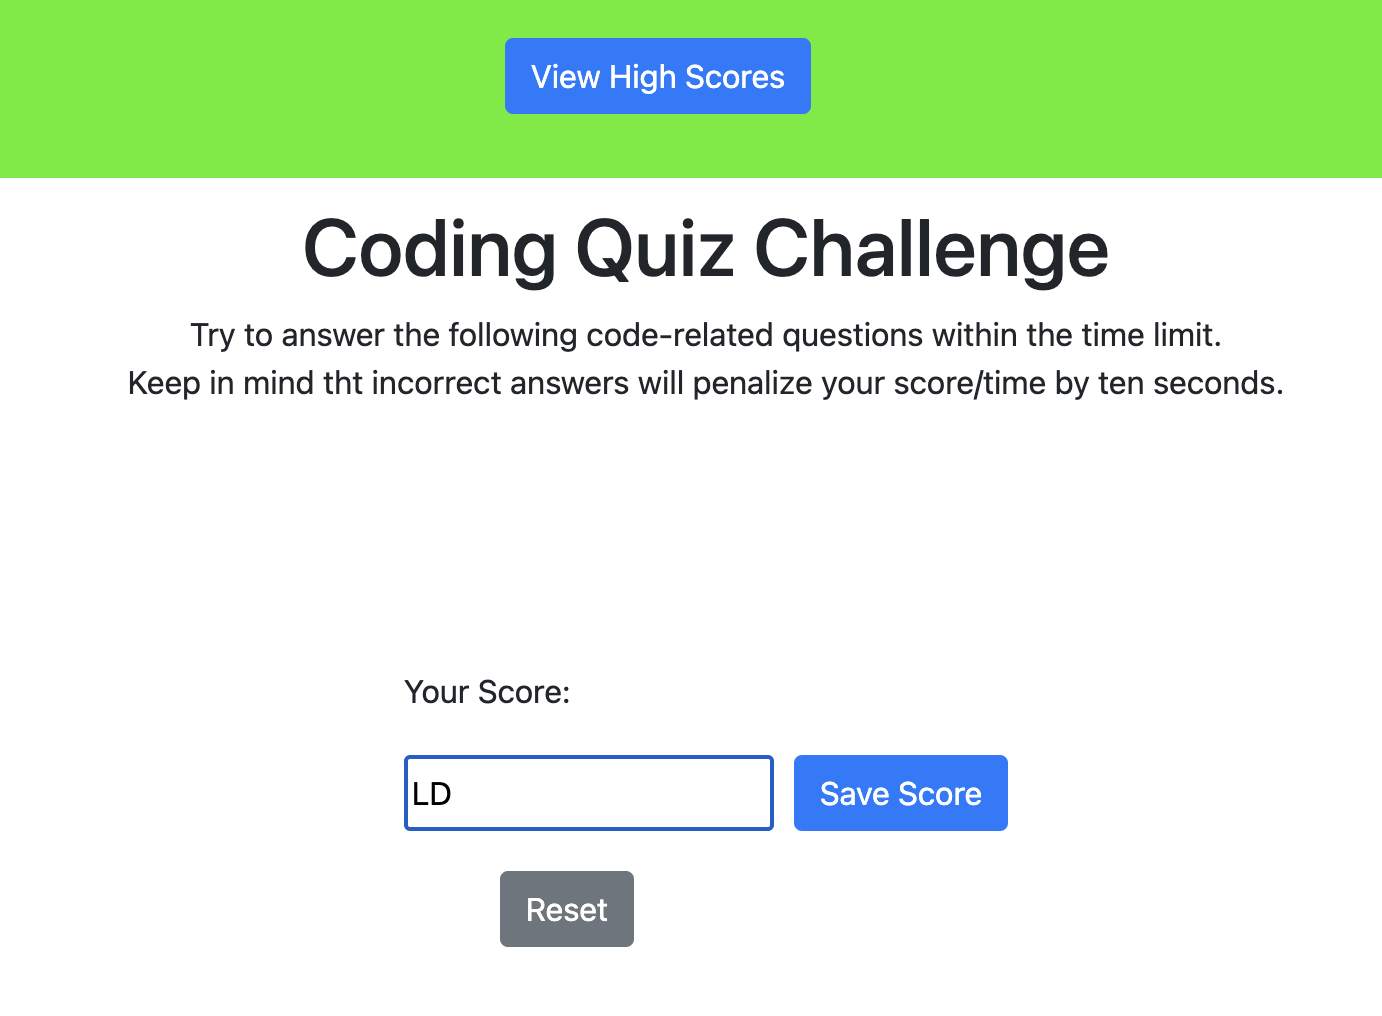 View High Scores
Coding Quiz Challenge
Try to answer the following code-related questions within the time limit.
Keep in mind tht incorrect answers will penalize your score/time by ten seconds.
Your Score:
LD
Save Score
Reset